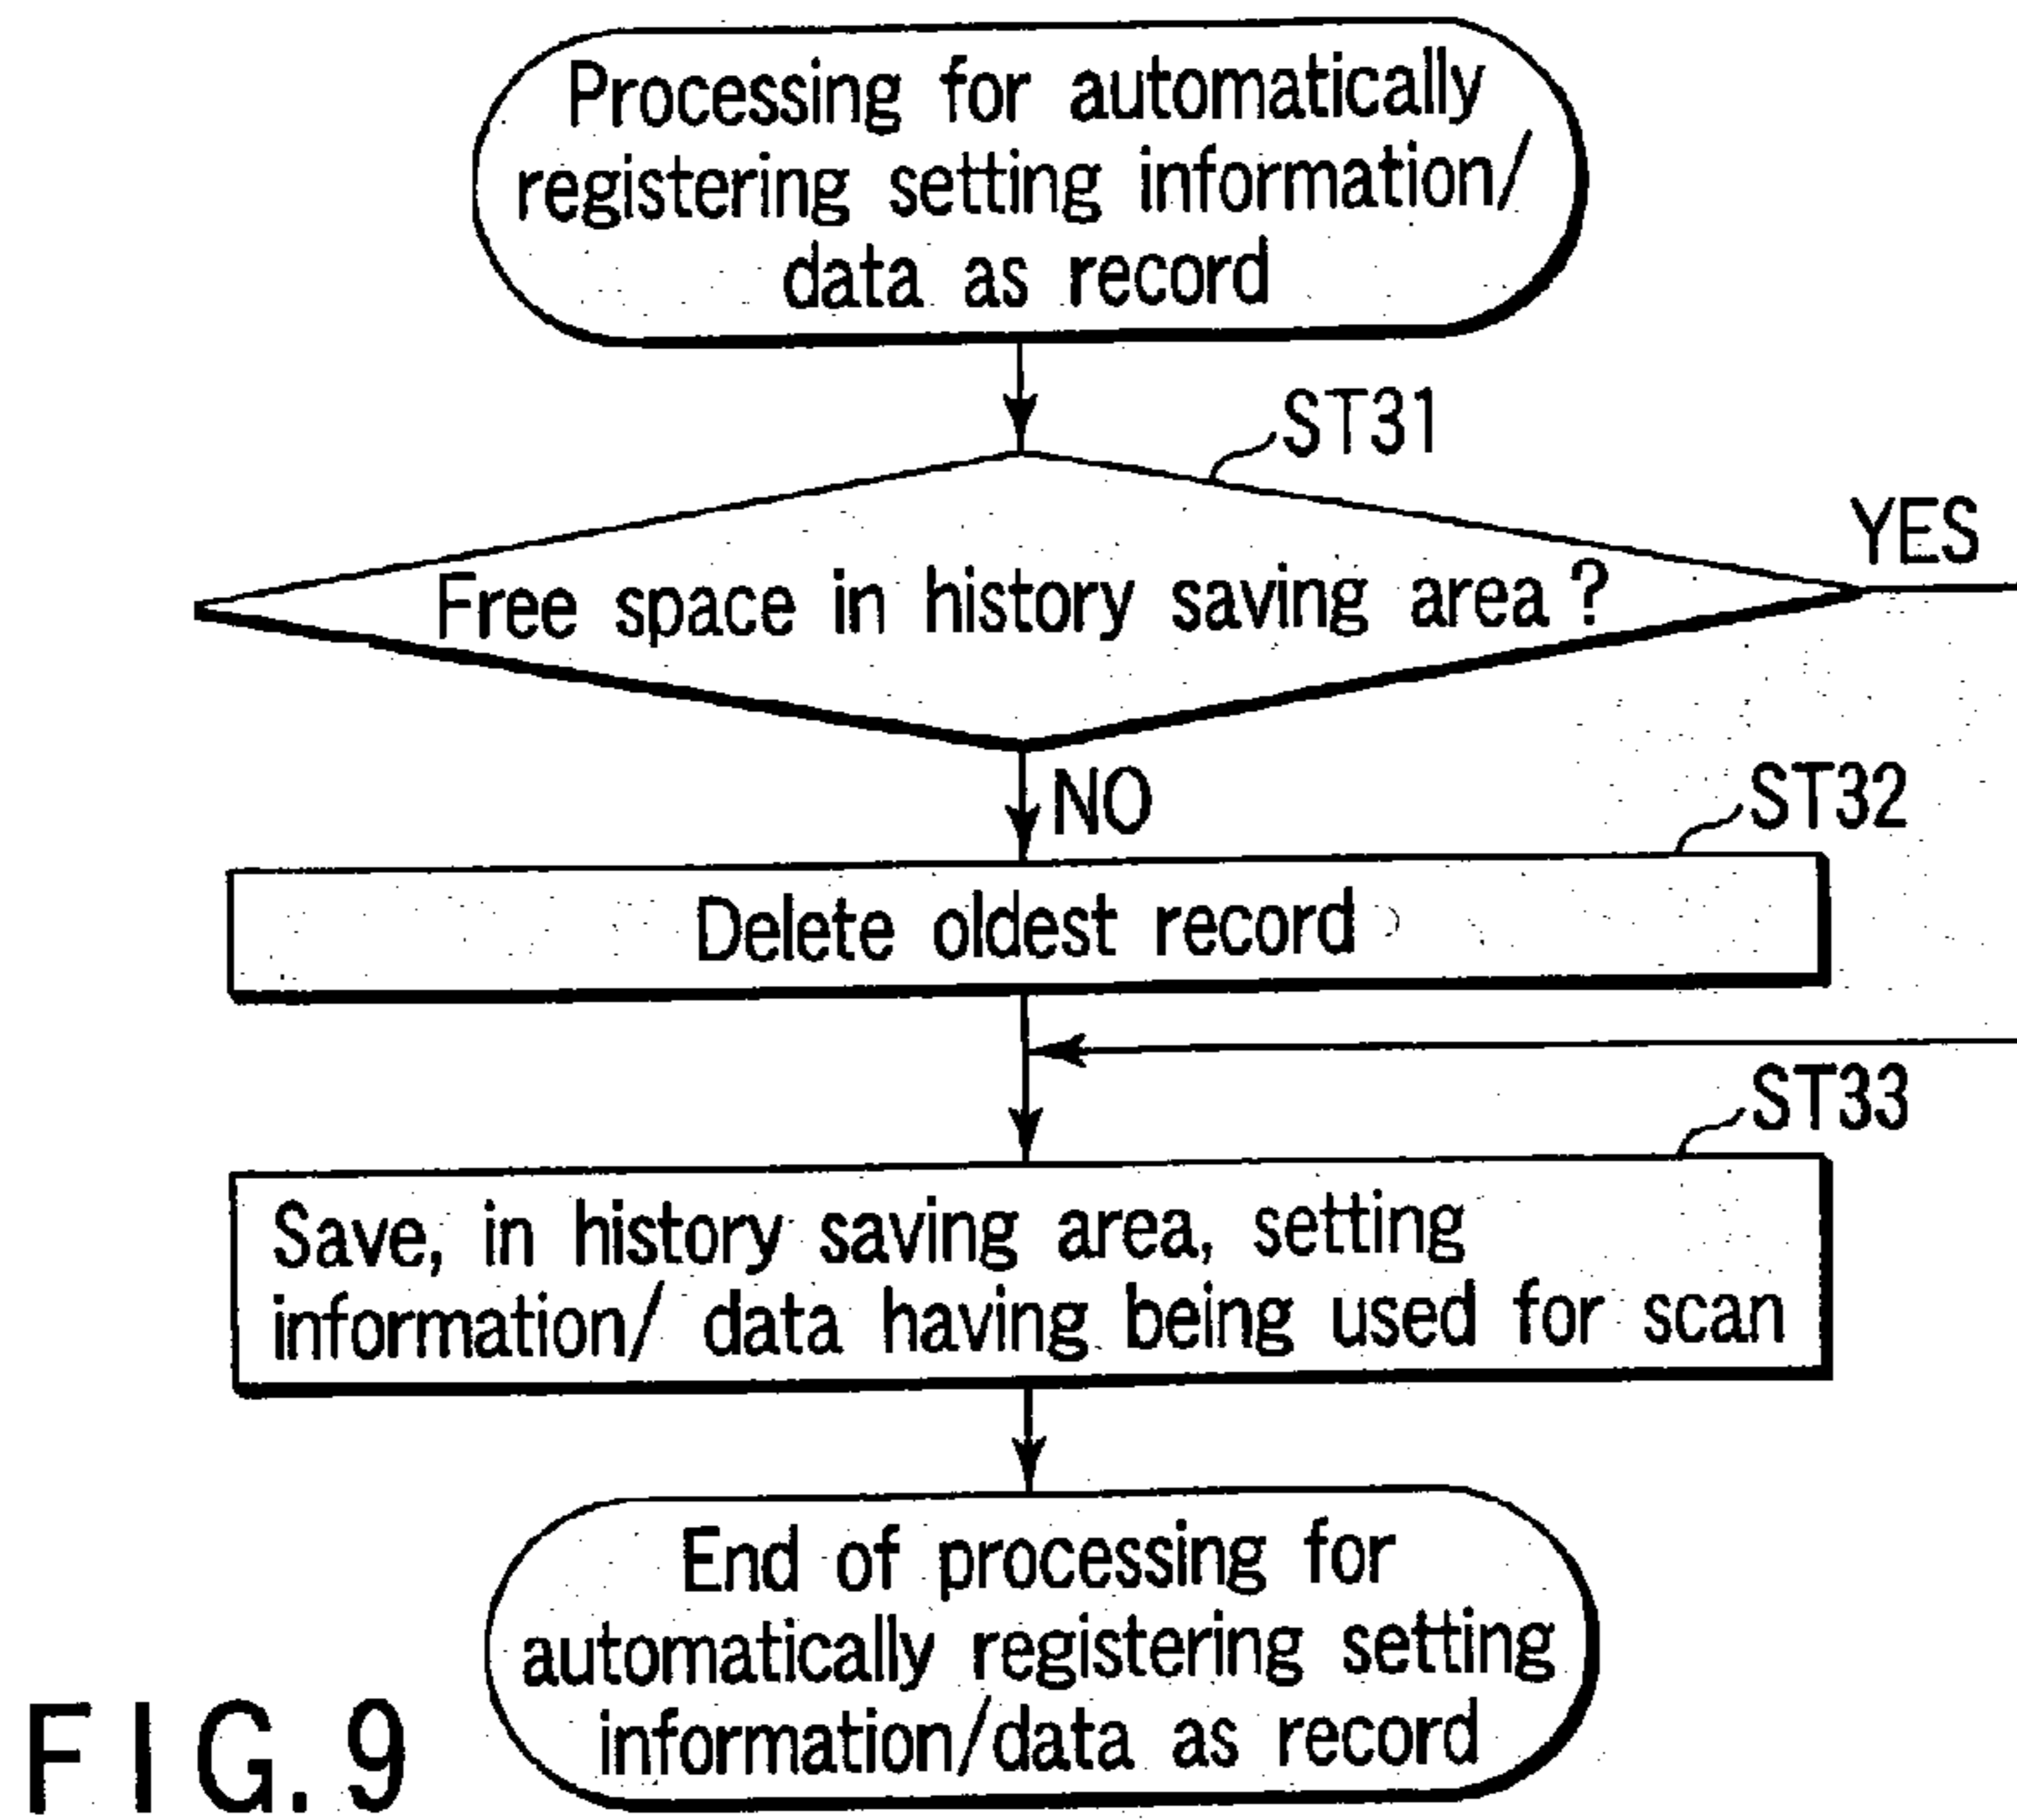 Processing for automatically
registering setting information/
data as record
ST31
YES
Free space in history saving area ?
NO
ST32
Delete oldest record
ST33
Save, in history saving area, setting
information/ data having being used for scan
End of processing for
automatically registering setting
information/data as record
FIG. 9